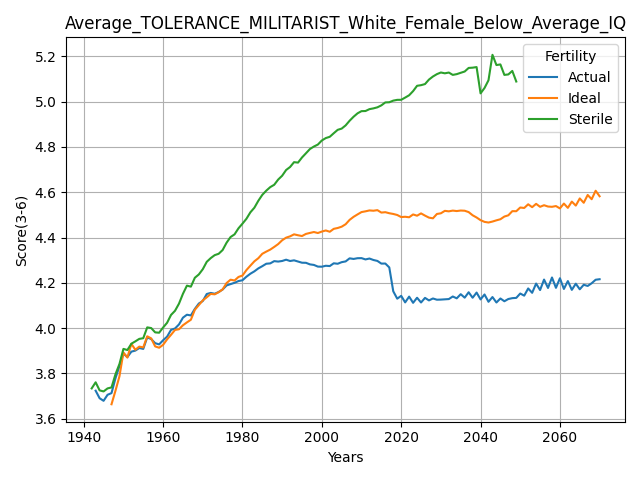 Average_TOLERANCE_MILITARIST_White_Female_Below_Average_IQ
Fertility
Actual
Ideal
Sterile
Score(3-6)
5.2
5.0
4.8
4.6
4.4
4.2
4.0
3.8
3.6
1940 1960 1980 2000 2020 2040 2060
Years